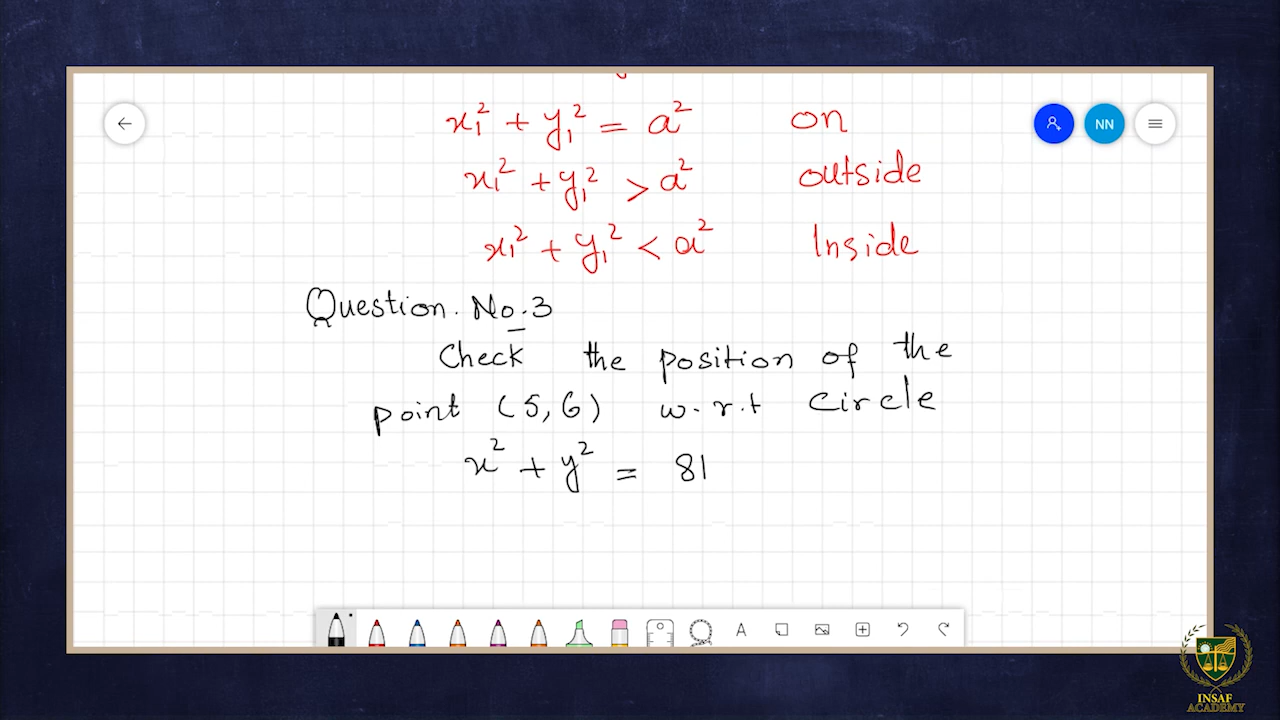 x₁² + y₁² = a² on
x₁² + y₁² > a² outside
x₁² + y₁² < a² Inside
NN
Question. No.3
Check the position of the
point (5,6) w.r.t circle
x² + y² = 81
A
INSAF
ACADEMY